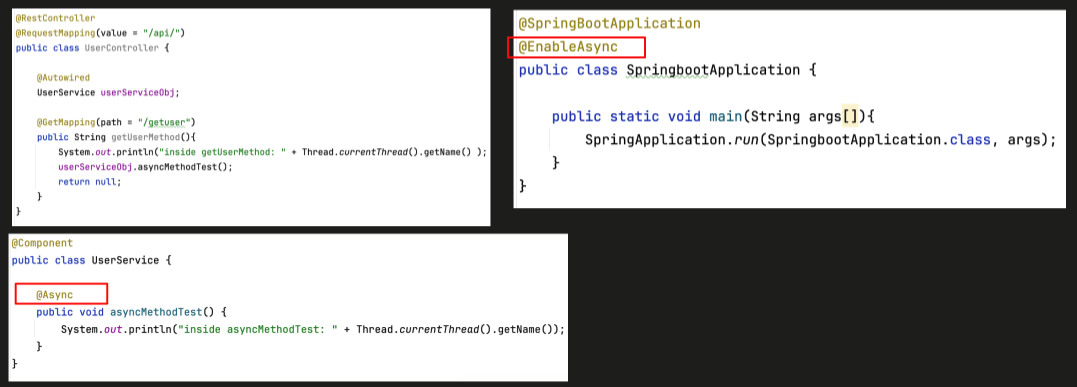 @RestController
@RequestMapping(value = "/api/")
public class UserController {
@Autowired
UserService userServiceObj;
@GetMapping(path = "/getuser")
public String getUserMethod(){
System.out.println("inside getUserMethod: " + Thread.currentThread().getName() );
userServiceObj.asyncMethodTest();
return null;
}
}
@SpringBootApplication
@EnableAsync
public class SpringbootApplication {
public static void main(String args[]){
SpringApplication.run(SpringbootApplication.class, args);
}
}
@Component
public class UserService {
@Async
public void asyncMethodTest() {
System.out.println("inside asyncMethodTest: " + Thread.currentThread().getName());
}
}